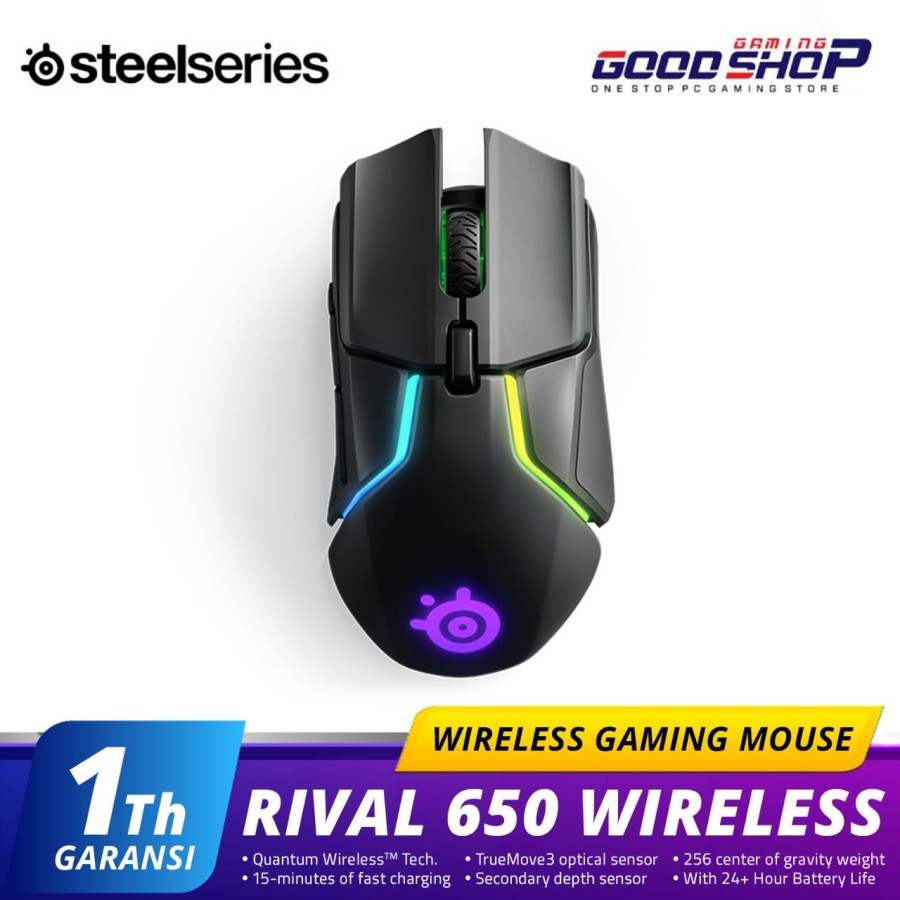 steelseries
GAMING
GOOD SHOP
ONE STOP PC GAMING STORE
WIRELESS GAMING MOUSE
1 Th
GARANSI
RIVAL 650 WIRELESS
• Quantum Wireless™ Tech. • TrueMove3 optical sensor • 256 center of gravity weight
• 15-minutes of fast charging • Secondary depth sensor • With 24+ Hour Battery Life